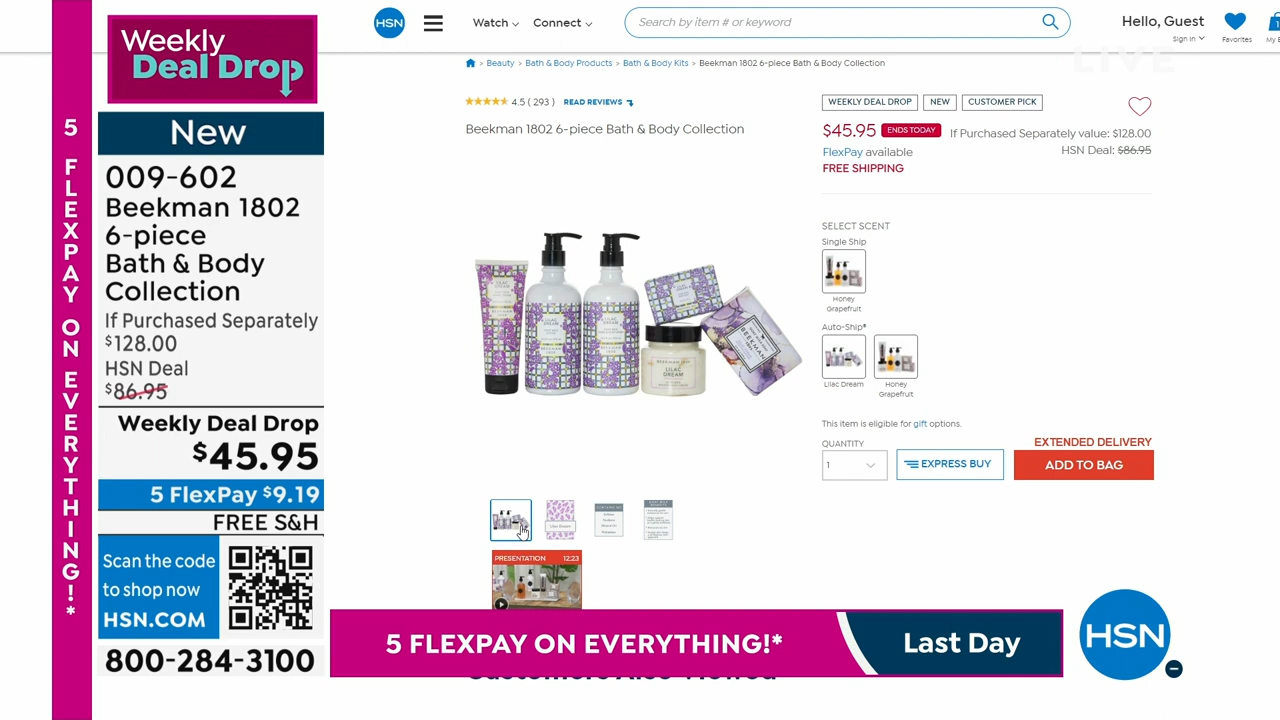 Weekly
Deal Drop
5 FLEXPAY ON EVERYTHING!*
New
009-602
Beekman 1802
6-piece
Bath & Body
Collection
If Purchased Separately
$128.00
HSN Deal
$86.95
Weekly Deal Drop
$45.95
5 FlexPay $9.19
FREE S&H
Scan the code
to shop now
HSN.COM
800-284-3100
HSN
Watch
Connect
Search by item # or keyword
Hello, Guest
Sign In
Favorites
LIVE
> Beauty > Bath & Body Products > Bath & Body Kits > Beekman 1802 6-piece Bath & Body Collection
4.5 ( 293 ) READ REVIEWS
Beekman 1802 6-piece Bath & Body Collection
WEEKLY DEAL DROP NEW CUSTOMER PICK
$45.95 ENDS TODAY If Purchased Separately value: $128.00
FlexPay available HSN Deal: $86.95
FREE SHIPPING
SELECT SCENT
Single Ship
Honey
Grapefruit
Auto-Ship®
Lilac Dream
Honey
Grapefruit
This item is eligible for gift options.
QUANTITY
1
EXPRESS BUY
EXTENDED DELIVERY
ADD TO BAG
LILAC
DREAM
BEEKMAN
1802
PRESENTATION 12:23
5 FLEXPAY ON EVERYTHING!*
Last Day
HSN